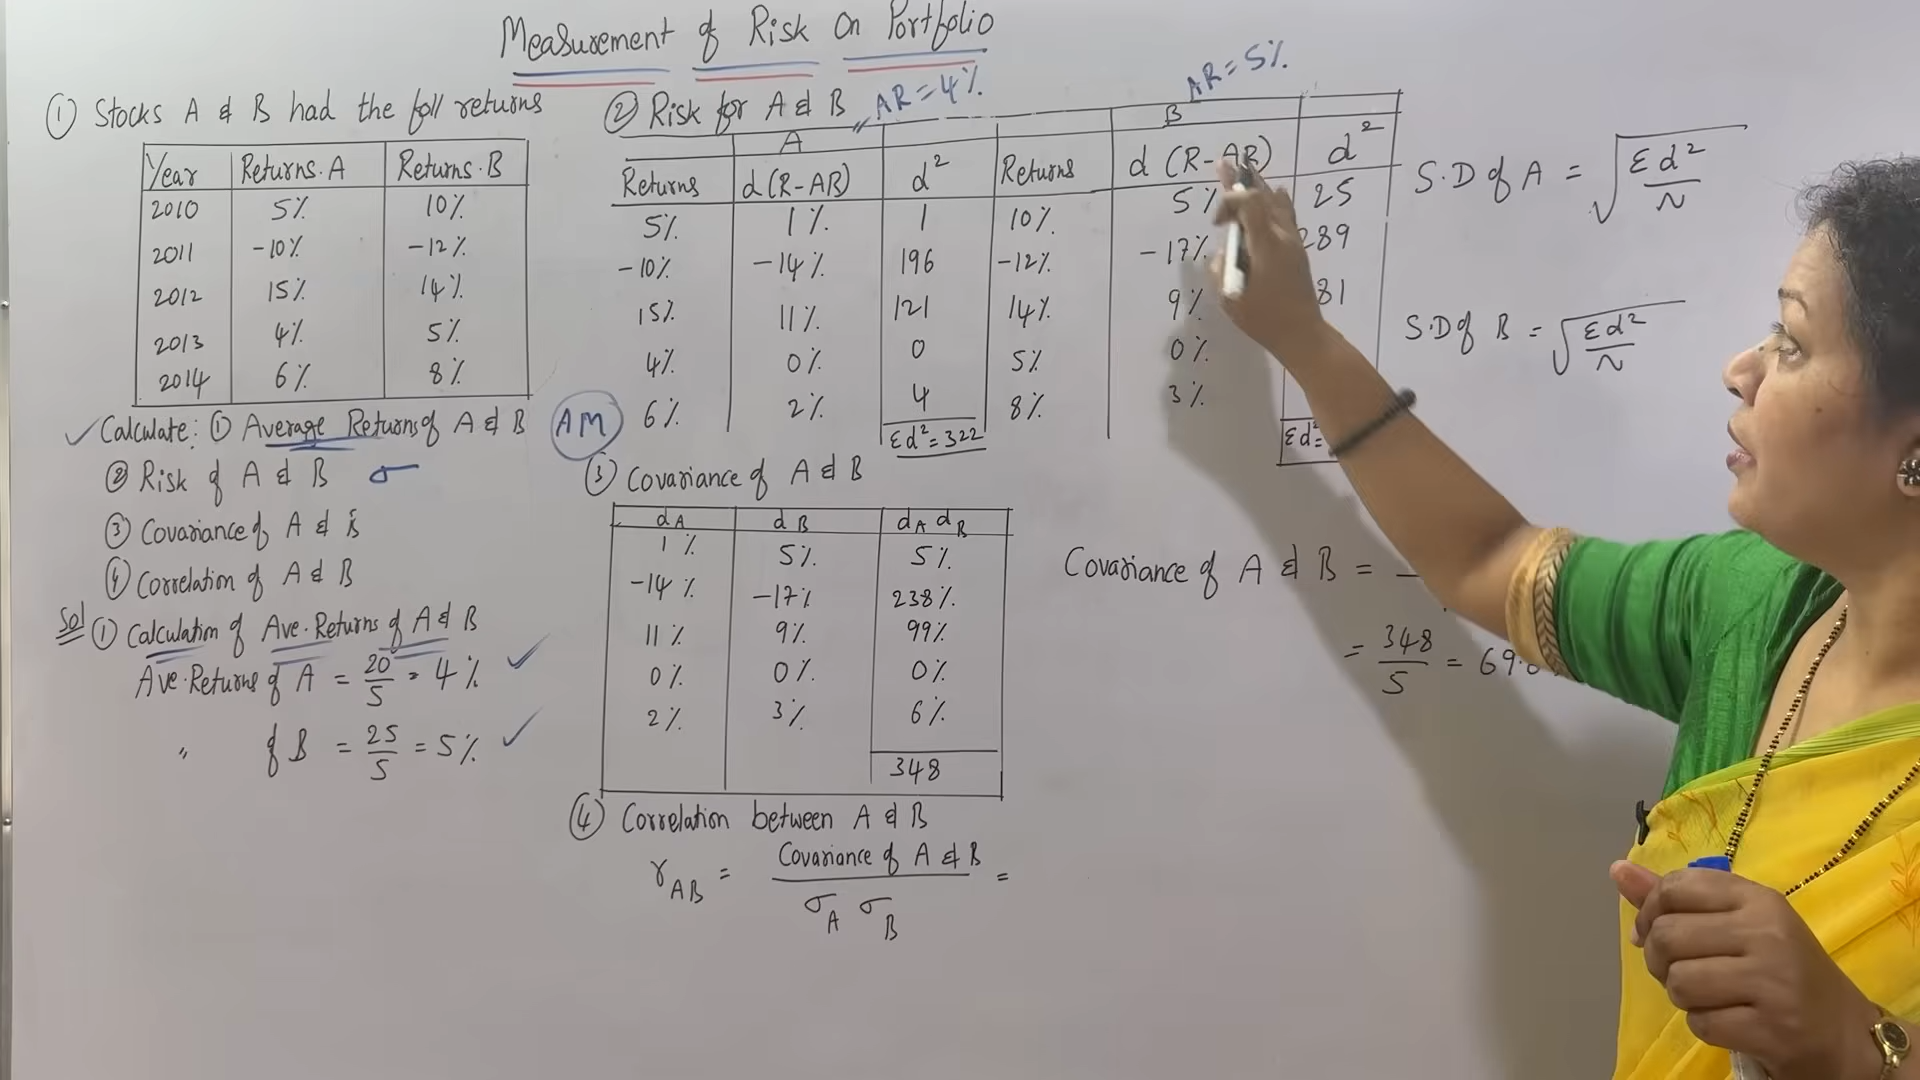 Measurement of Risk on Portfolio
① Stocks A & B had the foll returns
Year Returns.A Returns.B
2010 5% 10%
2011 -10% -12%
2012 15% 14%
2013 4% 5%
2014 6% 8%
Calculate: ① Average Returns of A & B
② Risk of A & B σ
③ Covariance of A & B
④ Correlation of A & B
Sol ① Calculation of Ave.Returns of A & B
Ave.Returns of A = 20/5 = 4%
" of B = 25/5 = 5%
② Risk for A & B AR = 4% AR = 5%
A B
Returns d (R-AR) d² Returns d (R-AR) d²
5% 1% 1 10% 5% 25
-10% -14% 196 -12% -17% 289
15% 11% 121 14% 9% 81
4% 0% 0 5% 0%
6% 2% 4 8% 3%
AM
Σd² = 322 Σd²=
S.D of A = √Σd²/N
S.D of B = √Σd²/N
③ Covariance of A & B
dA dB dA dB
1% 5% 5%
-14% -17% 238%
11% 9% 99%
0% 0% 0%
2% 3% 6%
348
Covariance of A & B =
= 348/5 = 69.
④ Correlation between A & B
rAB = Covariance of A & B / σA σB =